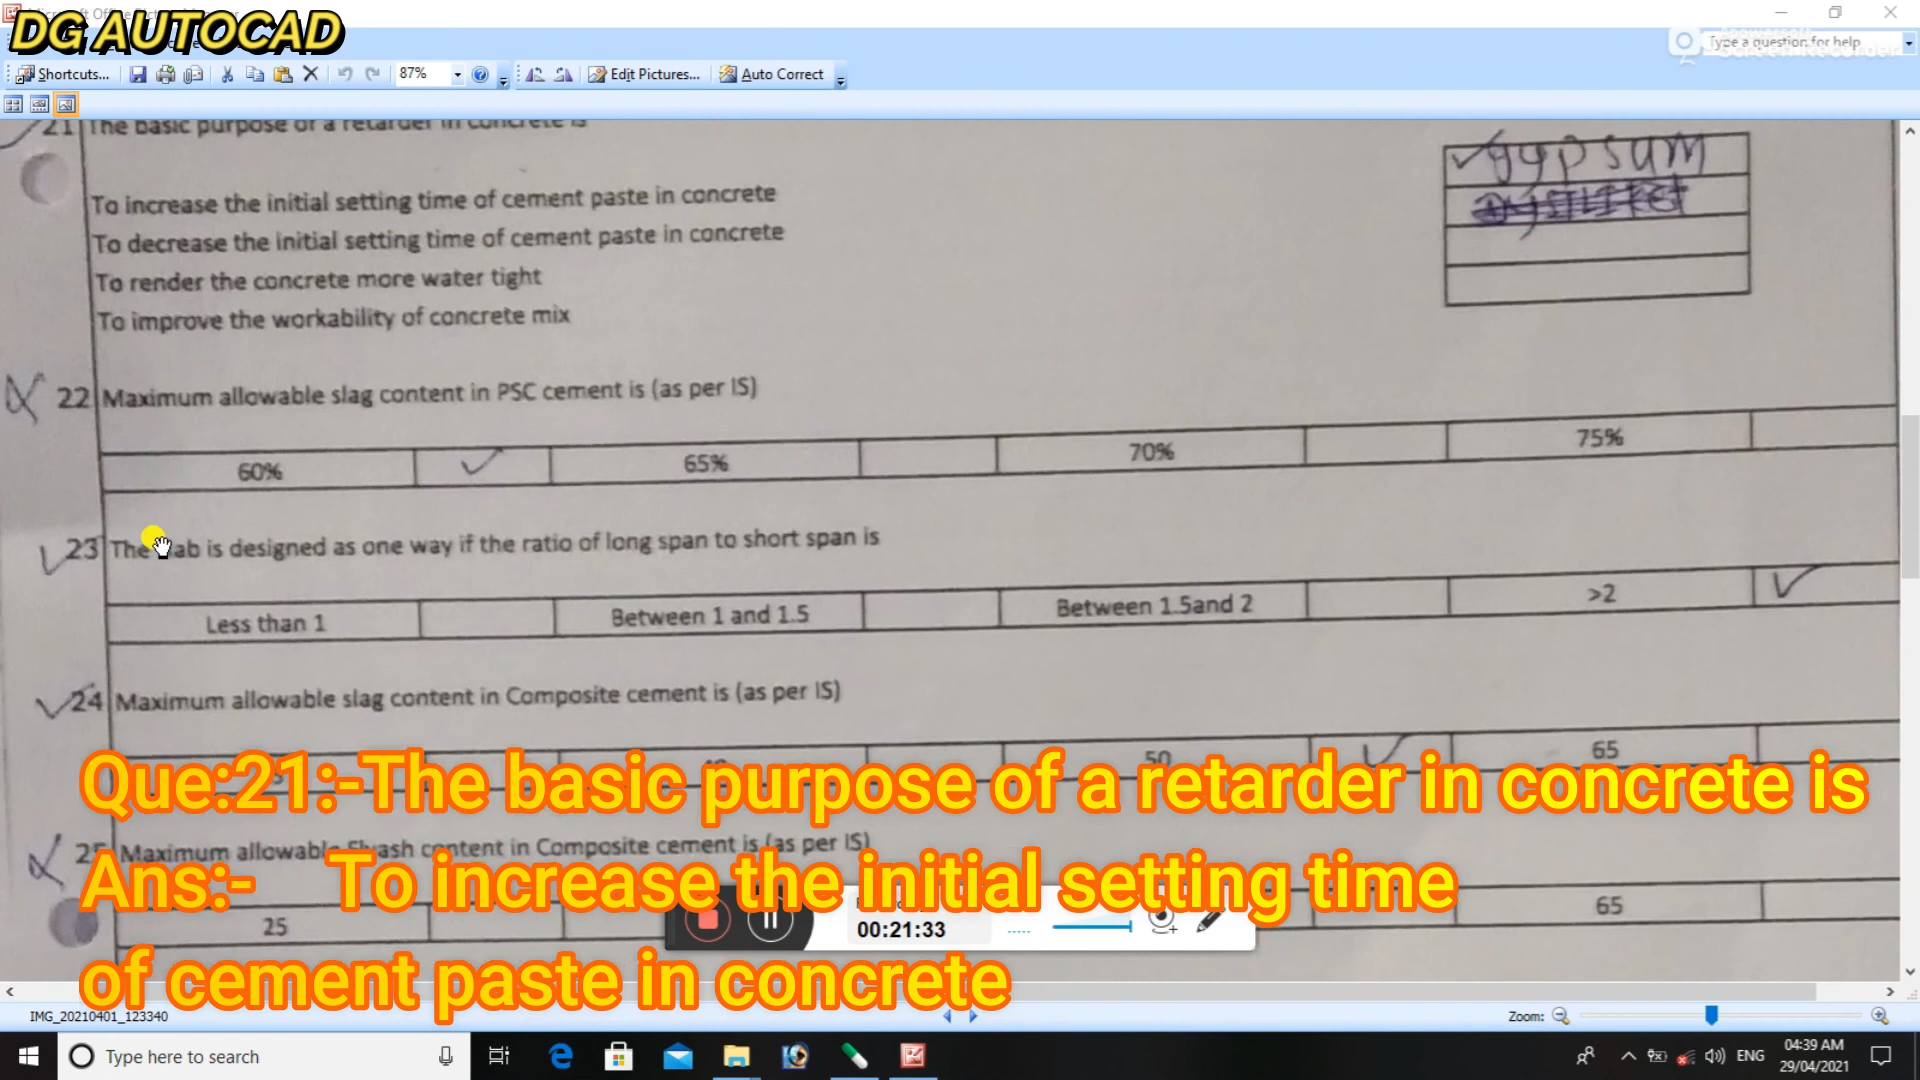 DG AUTOCAD
Type a question for help
Shortcuts...
87%
Edit Pictures...
Auto Correct
21 The basic purpose of a retarder in concrete is
gypsum
To increase the initial setting time of cement paste in concrete
To decrease the initial setting time of cement paste in concrete
To render the concrete more water tight
To improve the workability of concrete mix
22 Maximum allowable slag content in PSC cement is (as per IS)
60% 65% 70% 75%
23 The slab is designed as one way if the ratio of long span to short span is
Less than 1 Between 1 and 1.5 Between 1.5and 2 >2
24 Maximum allowable slag content in Composite cement is (as per IS)
50 65
Que:21:-The basic purpose of a retarder in concrete is
25 Maximum allowable Flyash content in Composite cement is (as per IS)
Ans:- To increase the initial setting time
25 65
00:21:33
of cement paste in concrete
IMG_20210401_123340
Zoom:
Type here to search
ENG
04:39 AM
29/04/2021